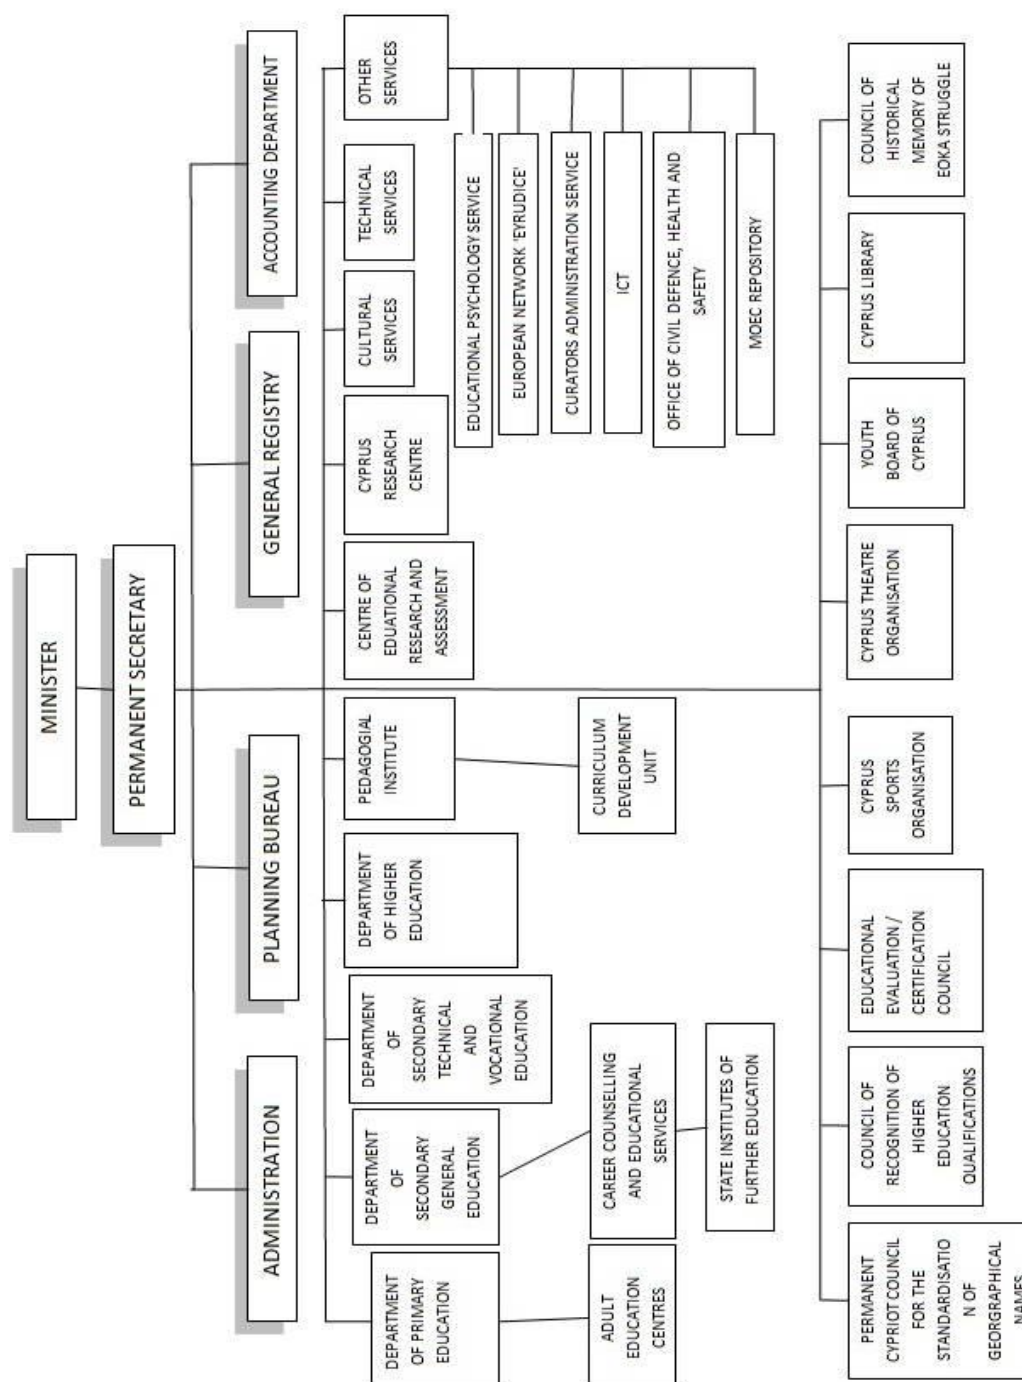 MINISTER
PERMANENT SECRETARY
ADMINISTRATION
PLANNING BUREAU
GENERAL REGISTRY
ACCOUNTING DEPARTMENT
DEPARTMENT
OF PRIMARY
EDUCATION
DEPARTMENT
OF
SECONDARY
GENERAL
EDUCATION
DEPARTMENT
OF
SECONDARY
TECHNICAL
AND
VOCATIONAL
EDUCATION
DEPARTMENT
OF HIGHER
EDUCATION
PEDAGOGIAL
INSTITUTE
CENTRE OF
EDUATIONAL
RESEARCH AND
ASSESSMENT
CYPRUS
RESEARCH
CENTRE
CULTURAL
SERVICES
TECHNICAL
SERVICES
OTHER
SERVICES
ADULT
EDUCATION
CENTRES
CAREER COUNSELLING
AND EDUCATIONAL
SERVICES
STATE INSTITUTES OF
FURTHER EDUCATION
CURRICULUM
DEVELOPMENT
UNIT
EDUCATIONAL PSYCHOLOGY SERVICE
EUROPEAN NETWORK 'EYRUDICE'
CURATORS ADMINISTRATION SERVICE
ICT
OFFICE OF CIVIL DEFENCE, HEALTH AND
SAFETY
MOEC REPOSITORY
PERMANENT
CYPRIOT COUNCIL
FOR THE
STANDARDISATIO
N OF
GEORGRAPHICAL
NAMES
COUNCIL OF
RECOGNITION OF
HIGHER
EDUCATION
QUALIFICATIONS
EDUCATIONAL
EVALUATION /
CERTIFICATION
COUNCIL
CYPRUS
SPORTS
ORGANISATION
CYPRUS THEATRE
ORGANISATION
YOUTH
BOARD OF
CYPRUS
CYPRUS LIBRARY
COUNCIL OF
HISTORICAL
MEMORY OF
EOKA STRUGGLE